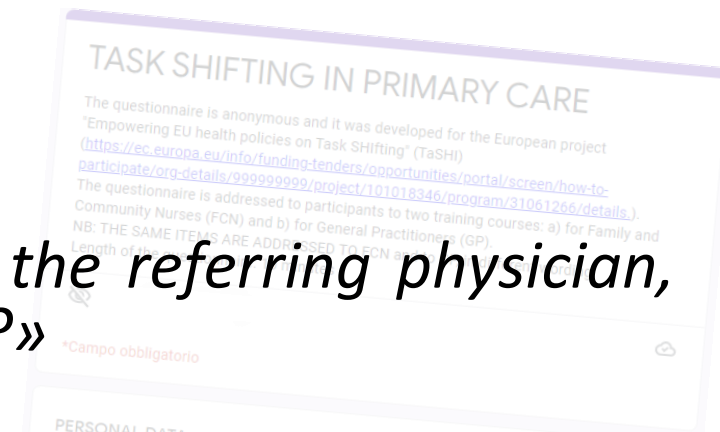 TASK SHIFTING IN PRIMARY CARE
The questionnaire is anonymous and it was developed for the European project
"Empowering EU health policies on Task SHIfting" (TaSHI)
(https://ec.europa.eu/info/funding-tenders/opportunities/portal/screen/how-to-
participate/org-details/999999999/project/101018346/program/31061266/details ).
The questionnaire is addressed to participants to two training courses: a) for Family and
Community Nurses (FCN) and b) for General Practitioners (GP).
NB: THE SAME ITEMS ARE ADDRESSED TO FCN
Length of the
the referring physician,
P»
*Campo obbligatorio
PERSONAL DATA